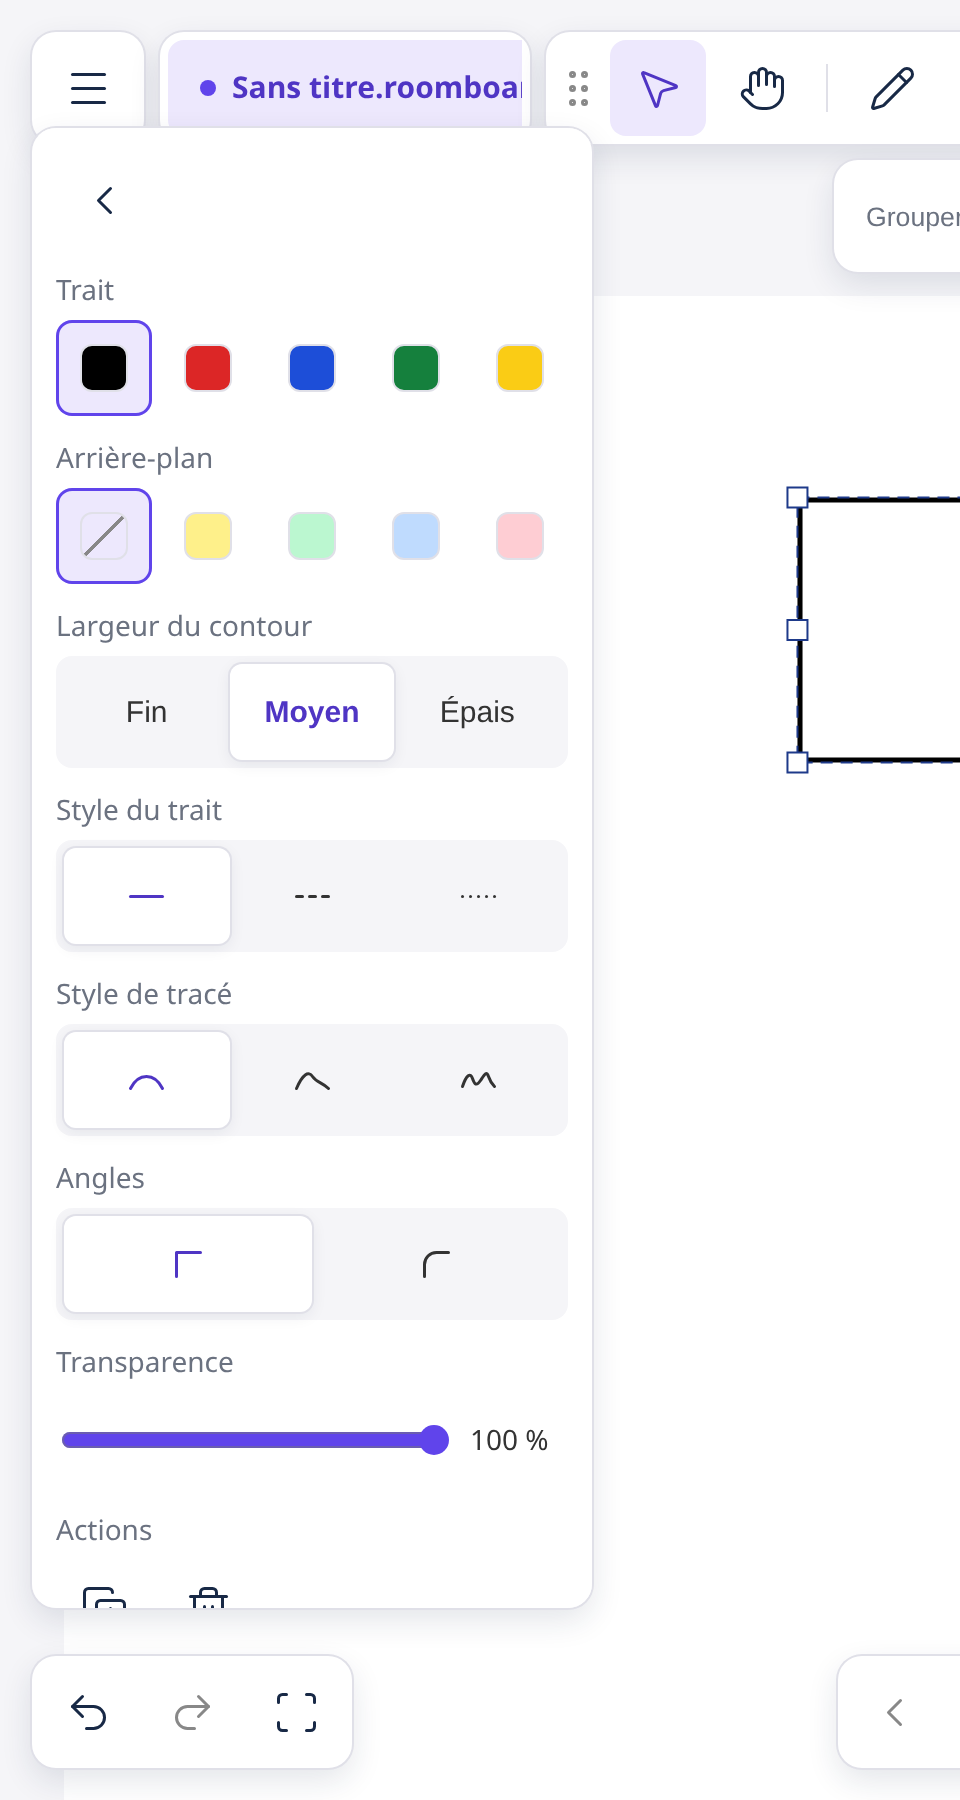 Sans titre.roomboar
Grouper
Trait
Arrière-plan
Largeur du contour
Fin Moyen Épais
Style du trait
Style de tracé
Angles
Transparence
100 %
Actions